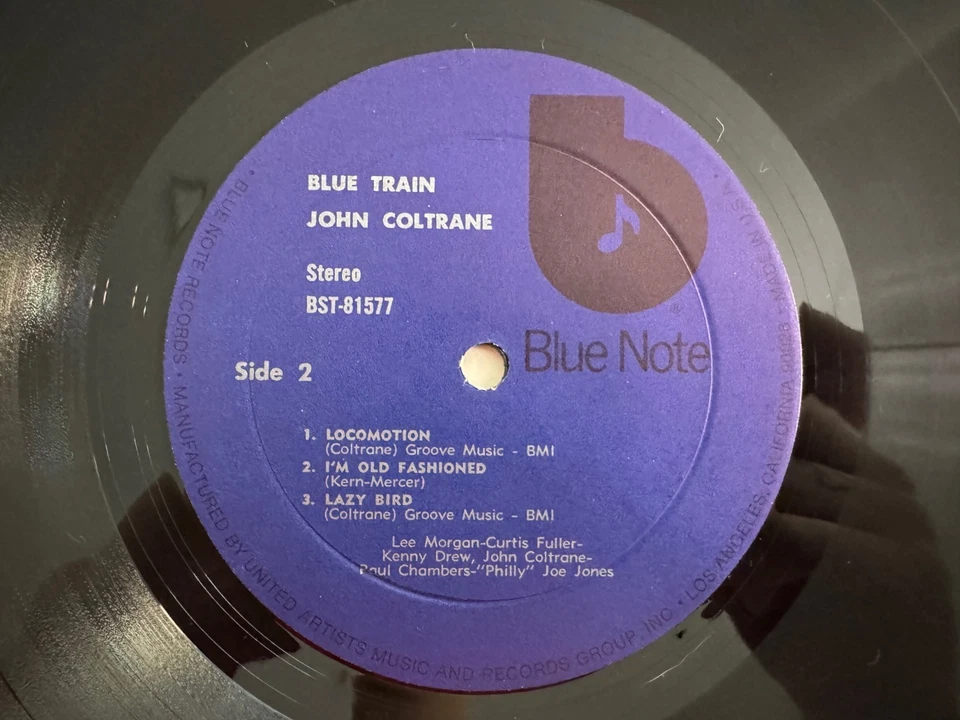 BLUE TRAIN
JOHN COLTRANE
Stereo
BST-81577
Side 2
b
Blue Note
®
1. LOCOMOTION
(Coltrane) Groove Music - BMI
2. I'M OLD FASHIONED
(Kern-Mercer)
3. LAZY BIRD
(Coltrane) Groove Music - BMI
Lee Morgan-Curtis Fuller-
Kenny Drew, John Coltrane-
Paul Chambers-"Philly" Joe Jones
• BLUE NOTE RECORDS • MANUFACTURED BY UNITED ARTISTS MUSIC AND RECORDS GROUP, INC. • LOS ANGELES, CALIFORNIA 90028 • MADE IN U.S.A.